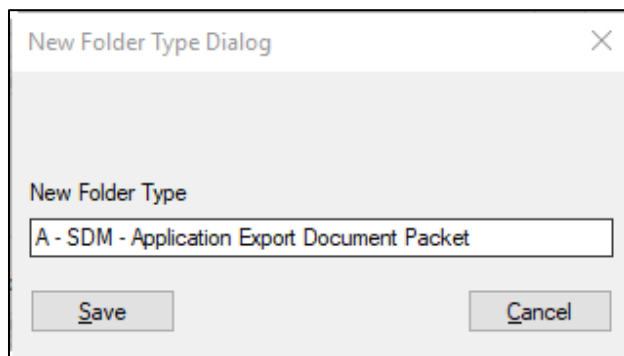 New Folder Type Dialog
New Folder Type
A - SDM - Application Export Document Packet
Save Cancel